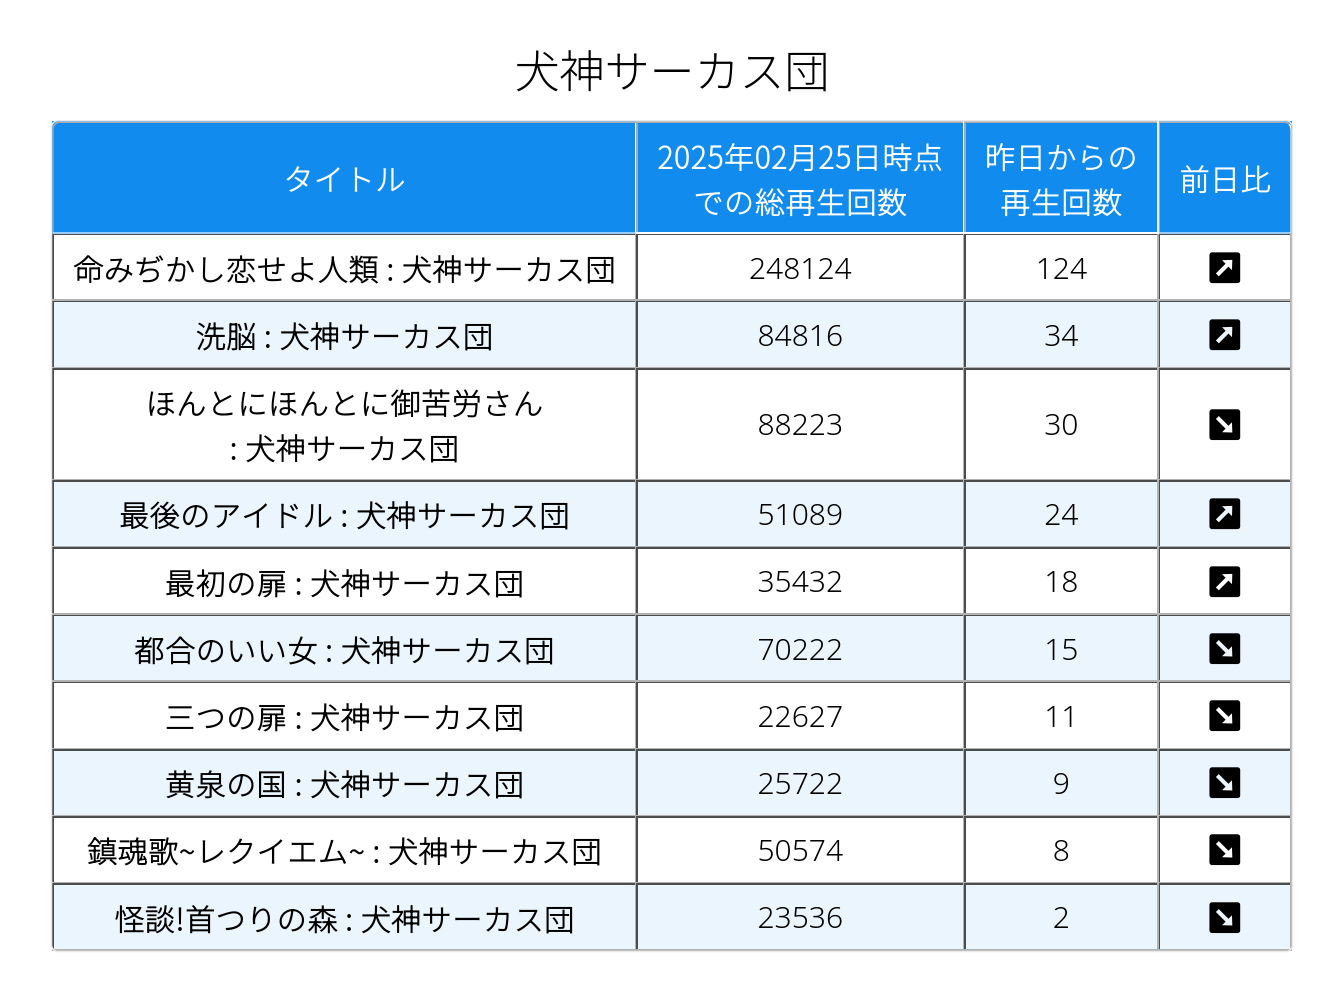 犬神サーカス団
タイトル
2025年02月25日時点
での総再生回数
昨日からの
再生回数
前日比
命みぢかし恋せよ人類 : 犬神サーカス団 248124 124 ↗
洗脳 : 犬神サーカス団 84816 34 ↗
ほんとにほんとに御苦労さん
: 犬神サーカス団 88223 30 ↘
最後のアイドル : 犬神サーカス団 51089 24 ↗
最初の扉 : 犬神サーカス団 35432 18 ↗
都合のいい女 : 犬神サーカス団 70222 15 ↘
三つの扉 : 犬神サーカス団 22627 11 ↘
黄泉の国 : 犬神サーカス団 25722 9 ↘
鎮魂歌~レクイエム~ : 犬神サーカス団 50574 8 ↘
怪談!首つりの森 : 犬神サーカス団 23536 2 ↘